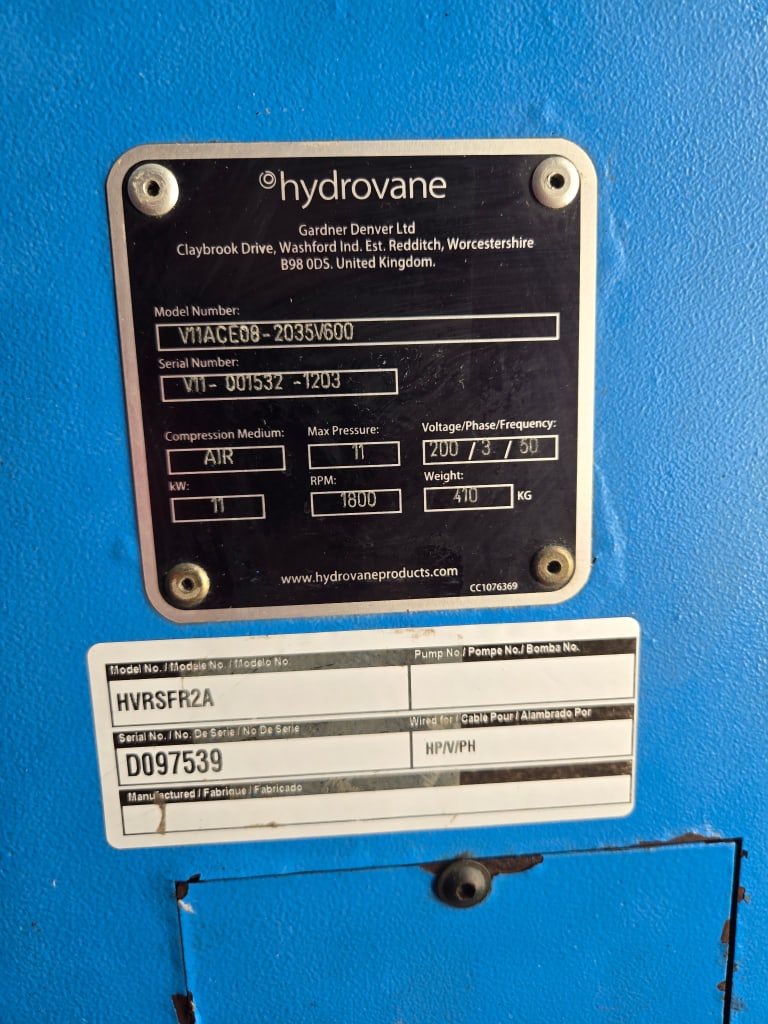 hydrovane
Gardner Denver Ltd
Claybrook Drive, Washford Ind. Est. Redditch, Worcestershire
B98 0DS. United Kingdom.
Model Number:
V11ACE08-2035V600
Serial Number:
V11- 001532 -1203
Compression Medium: Max Pressure: Voltage/Phase/Frequency:
AIR 11 200 / 3 / 50
kW: RPM: Weight:
11 1800 410 KG
www.hydrovaneproducts.com
CC1076369
Model No. / Modele No. / Modelo No. Pump No./ Pompe No./ Bomba No.
HVRSFR2A
Serial No. / No. De Serie / No De Serie Wired for / Cable Pour / Alambrado Por
D097539 HP/V/PH
Manufactured / Fabrique / Fabricado